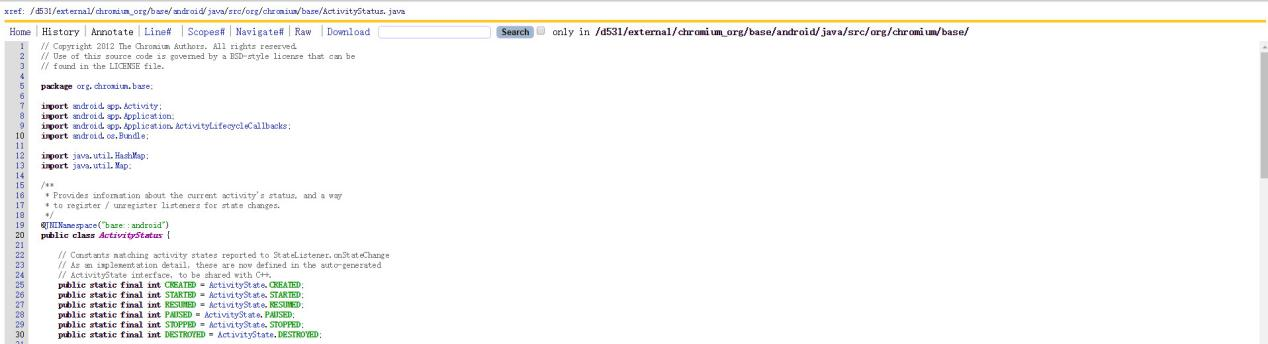 xref: /d531/external/chromium_org/base/android/java/src/org/chromium/base/ActivityStatus.java
Home | History | Annotate | Line# | Scopes# | Navigate# | Raw | Download Search only in /d531/external/chromium_org/base/android/java/src/org/chromium/base/
1 // Copyright 2012 The Chromium Authors. All rights reserved.
2 // Use of this source code is governed by a BSD-style license that can be
3 // found in the LICENSE file.
4
5 package org.chromium.base;
6
7 import android.app.Activity;
8 import android.app.Application;
9 import android.app.Application.ActivityLifecycleCallbacks;
10 import android.os.Bundle;
11
12 import java.util.HashMap;
13 import java.util.Map;
14
15 /**
16 * Provides information about the current activity's status, and a way
17 * to register / unregister listeners for state changes.
18 */
19 @JNINamespace("base::android")
20 public class ActivityStatus {
21
22 // Constants matching activity states reported to StateListener.onStateChange
23 // As an implementation detail, these are now defined in the auto-generated
24 // ActivityState interface, to be shared with C++.
25 public static final int CREATED = ActivityState.CREATED;
26 public static final int STARTED = ActivityState.STARTED;
27 public static final int RESUMED = ActivityState.RESUMED;
28 public static final int PAUSED = ActivityState.PAUSED;
29 public static final int STOPPED = ActivityState.STOPPED;
30 public static final int DESTROYED = ActivityState.DESTROYED;